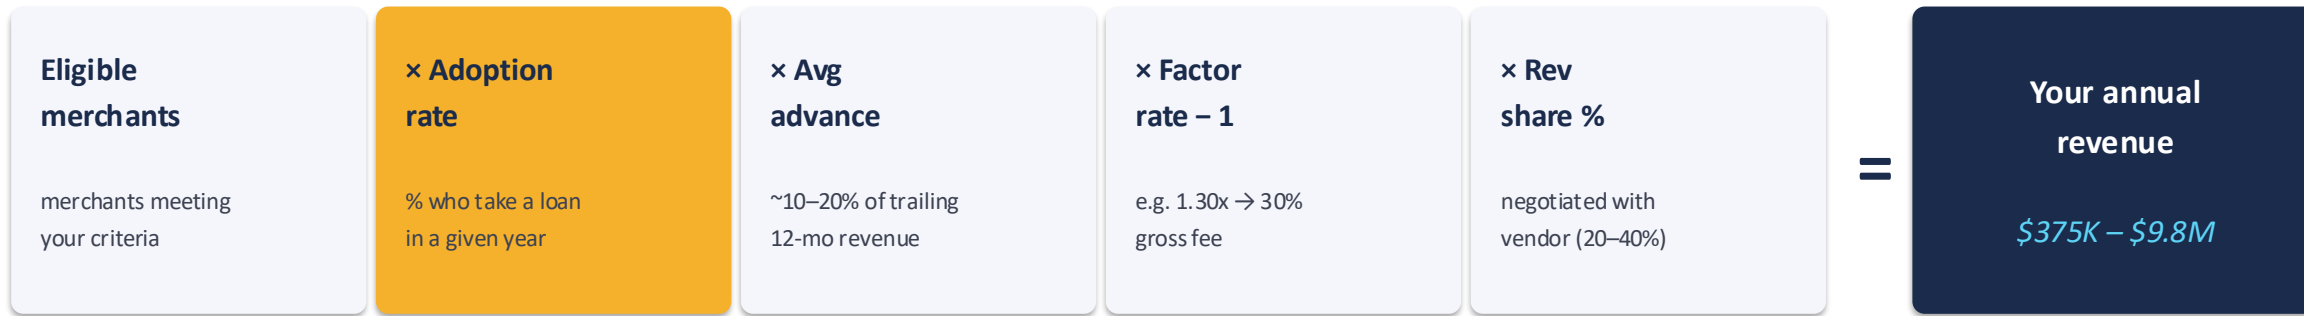 Eligible
merchants
merchants meeting
your criteria
× Adoption
rate
% who take a loan
in a given year
× Avg
advance
~10–20% of trailing
12-mo revenue
× Factor
rate – 1
e.g. 1.30x → 30%
gross fee
× Rev
share %
negotiated with
vendor (20–40%)
=
Your annual
revenue
$375K – $9.8M